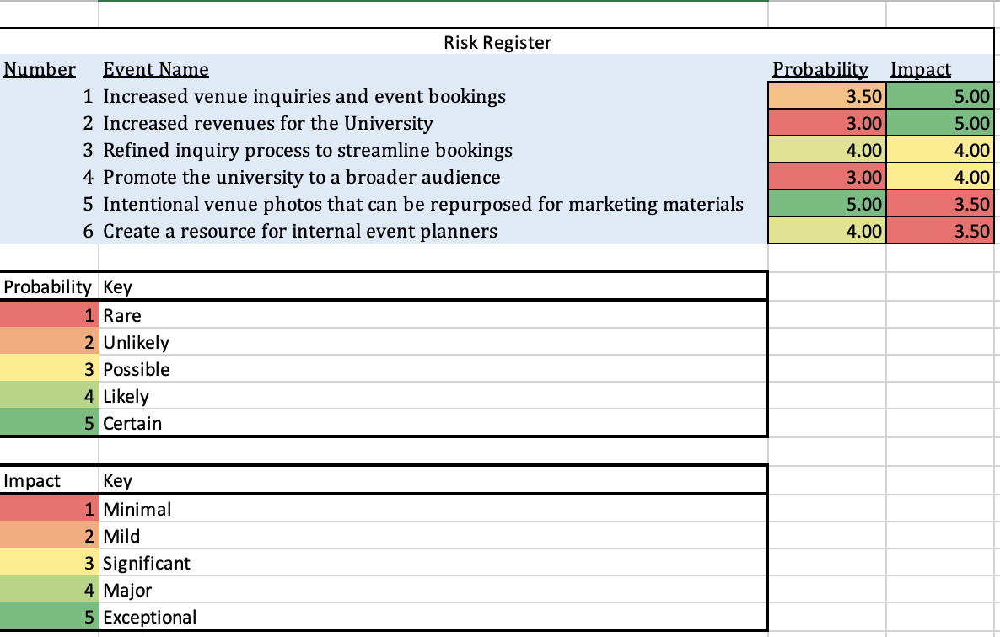 Risk Register
Number Event Name Probability Impact
1 Increased venue inquiries and event bookings 3.50 5.00
2 Increased revenues for the University 3.00 5.00
3 Refined inquiry process to streamline bookings 4.00 4.00
4 Promote the university to a broader audience 3.00 4.00
5 Intentional venue photos that can be repurposed for marketing materials 5.00 3.50
6 Create a resource for internal event planners 4.00 3.50
Probability Key
1 Rare
2 Unlikely
3 Possible
4 Likely
5 Certain
Impact Key
1 Minimal
2 Mild
3 Significant
4 Major
5 Exceptional